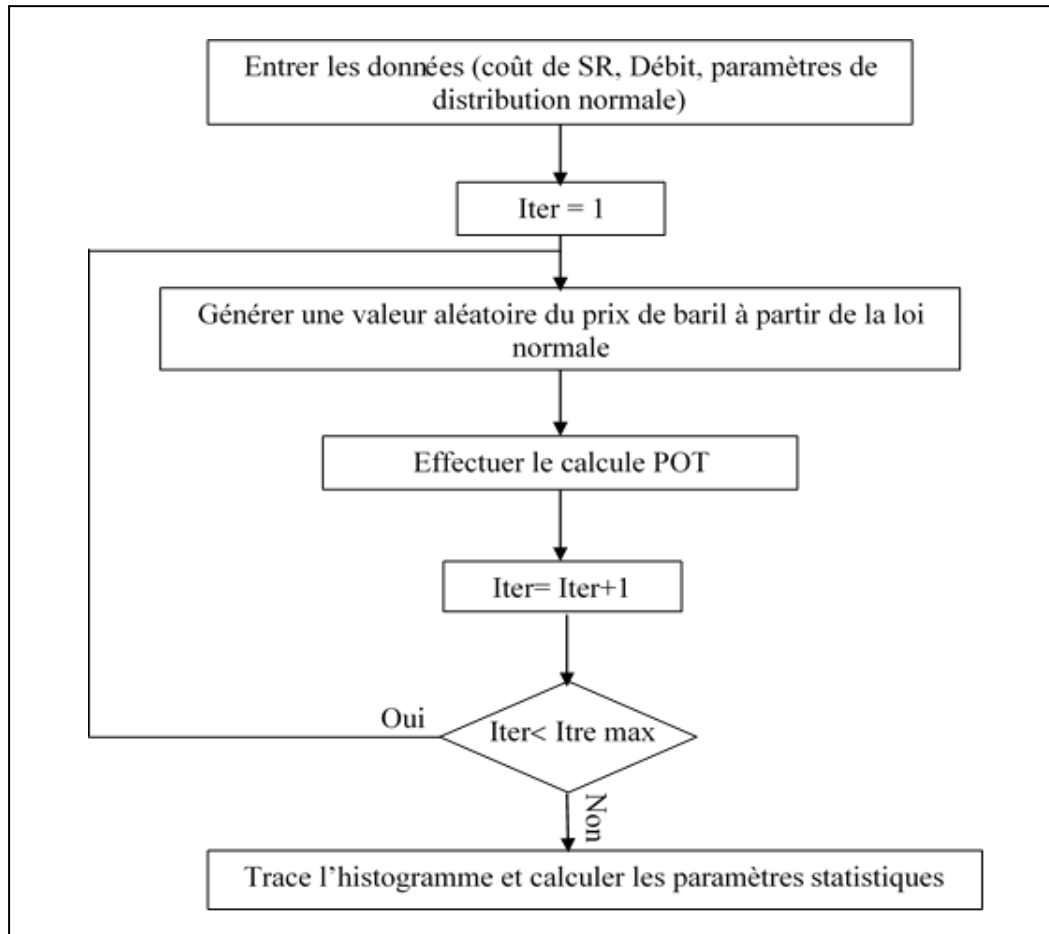 Entrer les données (coût de SR, Débit, paramètres de
distribution normale)
Iter = 1
Générer une valeur aléatoire du prix de baril à partir de la loi
normale
Effectuer le calcule POT
Iter= Iter+1
Oui
Iter< Itre max
Non
Trace l’histogramme et calculer les paramètres statistiques